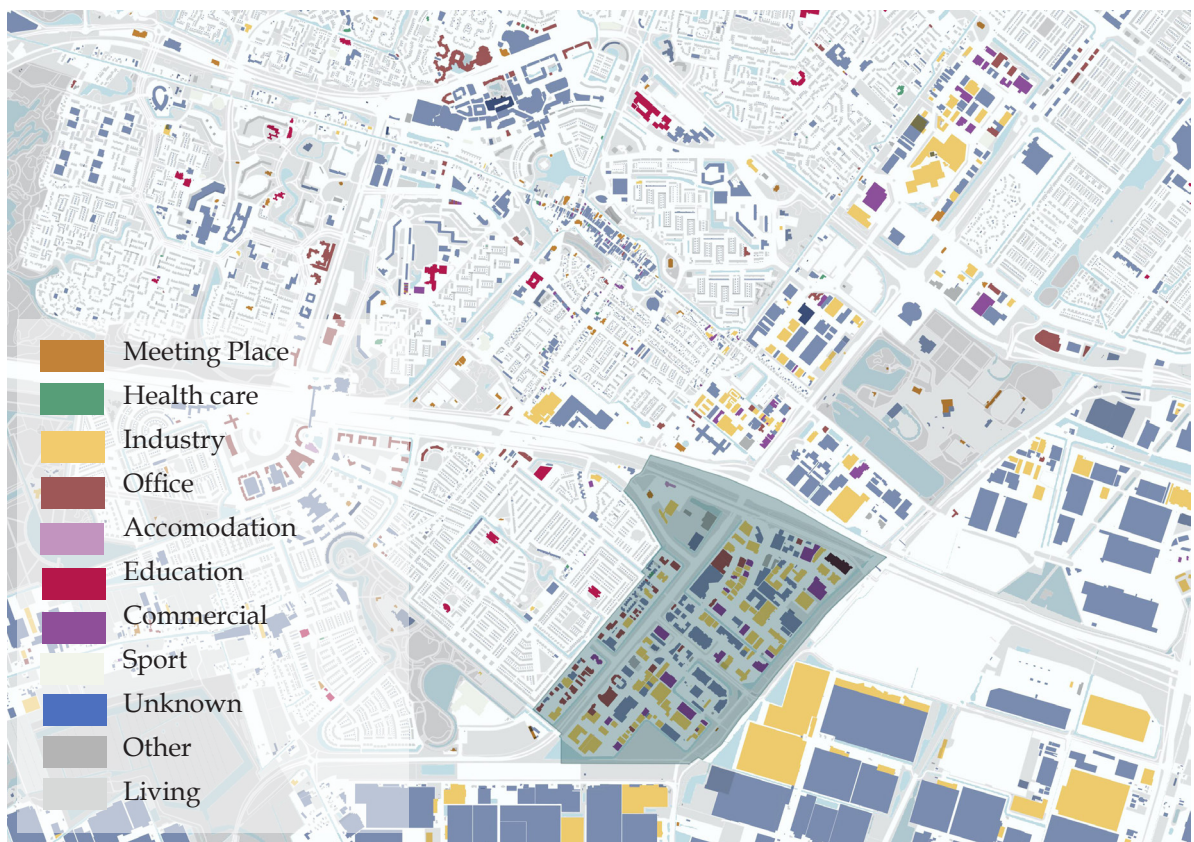 Meeting Place
Health care
Industry
Office
Accomodation
Education
Commercial
Sport
Unknown
Other
Living